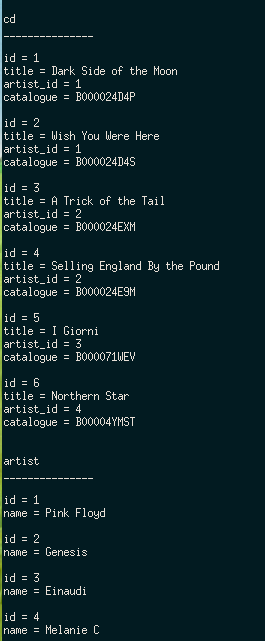 cd
---------------
id = 1
title = Dark Side of the Moon
artist_id = 1
catalogue = B000024D4P
id = 2
title = Wish You Were Here
artist_id = 1
catalogue = B000024D4S
id = 3
title = A Trick of the Tail
artist_id = 2
catalogue = B000024EXM
id = 4
title = Selling England By the Pound
artist_id = 2
catalogue = B000024E9M
id = 5
title = I Giorni
artist_id = 3
catalogue = B000071WEV
id = 6
title = Northern Star
artist_id = 4
catalogue = B00004YMST
artist
---------------
id = 1
name = Pink Floyd
id = 2
name = Genesis
id = 3
name = Einaudi
id = 4
name = Melanie C